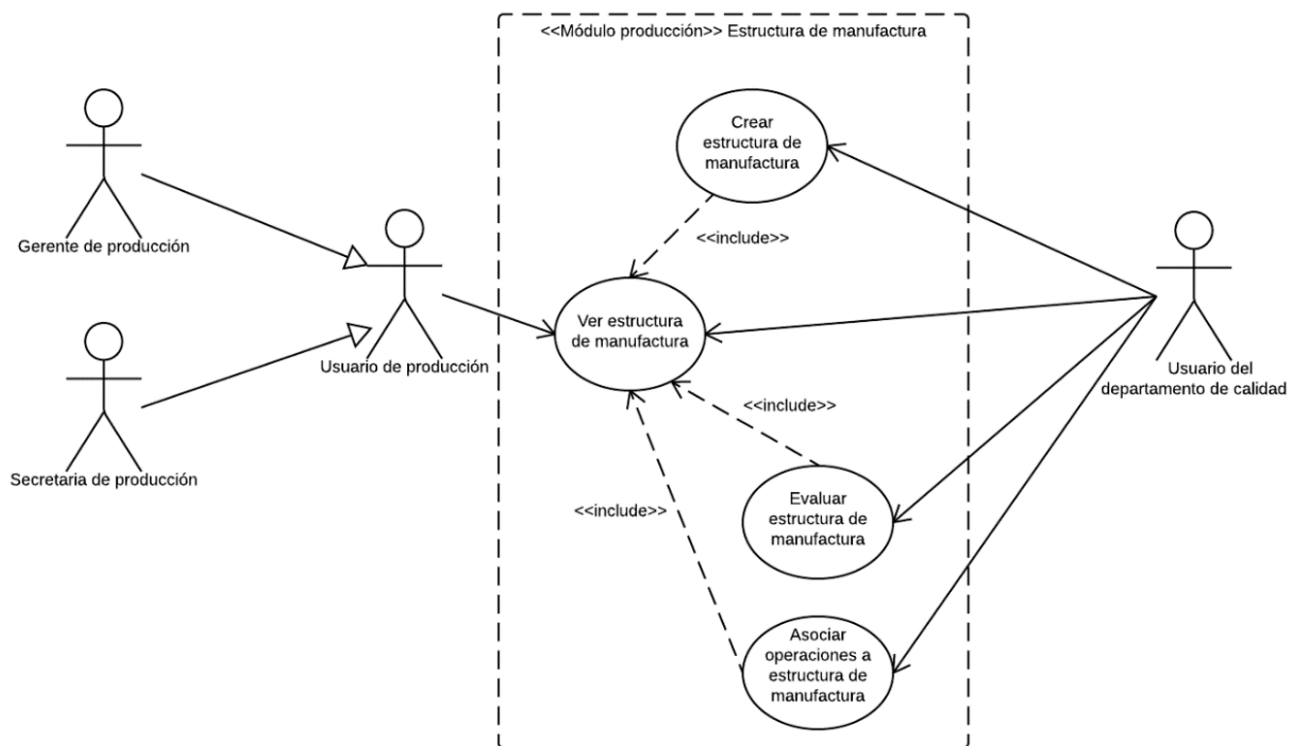 <<Módulo producción>> Estructura de manufactura
Crear
estructura de
manufactura
Gerente de producción
<<include>>
Ver estructura
de manufactura
Usuario de producción
Usuario del
departamento de calidad
<<include>>
Secretaria de producción
Evaluar
estructura de
manufactura
<<include>>
Asociar
operaciones a
estructura de
manufactura